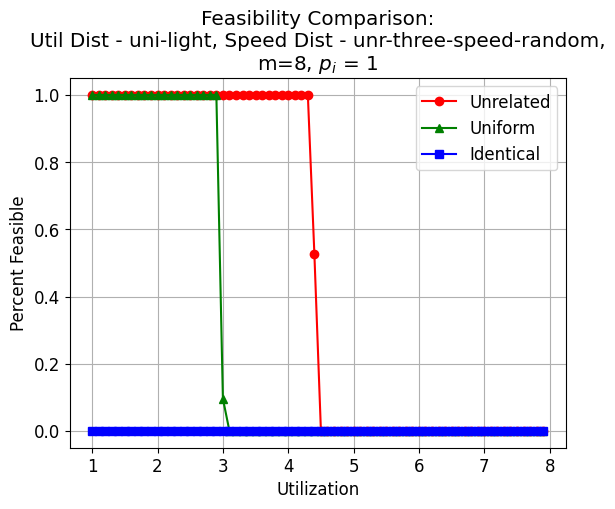 Feasibility Comparison:
Util Dist - uni-light, Speed Dist - unr-three-speed-random,
m=8, $p_i$ = 1
Unrelated
Uniform
Identical
Percent Feasible
1.0
0.8
0.6
0.4
0.2
0.0
1 2 3 4 5 6 7 8
Utilization